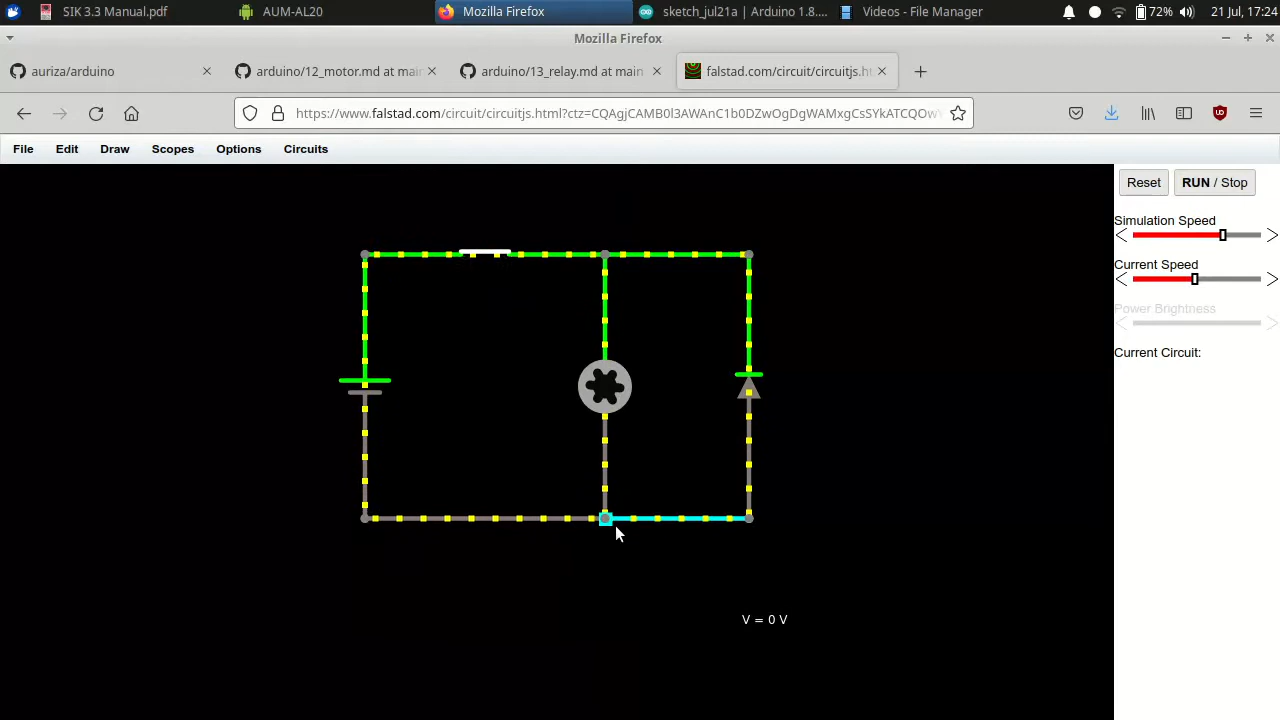 SIK 3.3 Manual.pdf
AUM-AL20
Mozilla Firefox
sketch_jul21a | Arduino 1.8....
Videos - File Manager
72%
21 Jul, 17:24
Mozilla Firefox
auriza/arduino
arduino/12_motor.md at main
arduino/13_relay.md at main
falstad.com/circuit/circuitjs.ht
https://www.falstad.com/circuit/circuitjs.html?ctz=CQAgjCAMB0l3AWAnC1b0DZwOgDgWAMxgCsSYkATCQOwY
File Edit Draw Scopes Options Circuits
Reset RUN / Stop
Simulation Speed
Current Speed
Power Brightness
Current Circuit:
V = 0 V